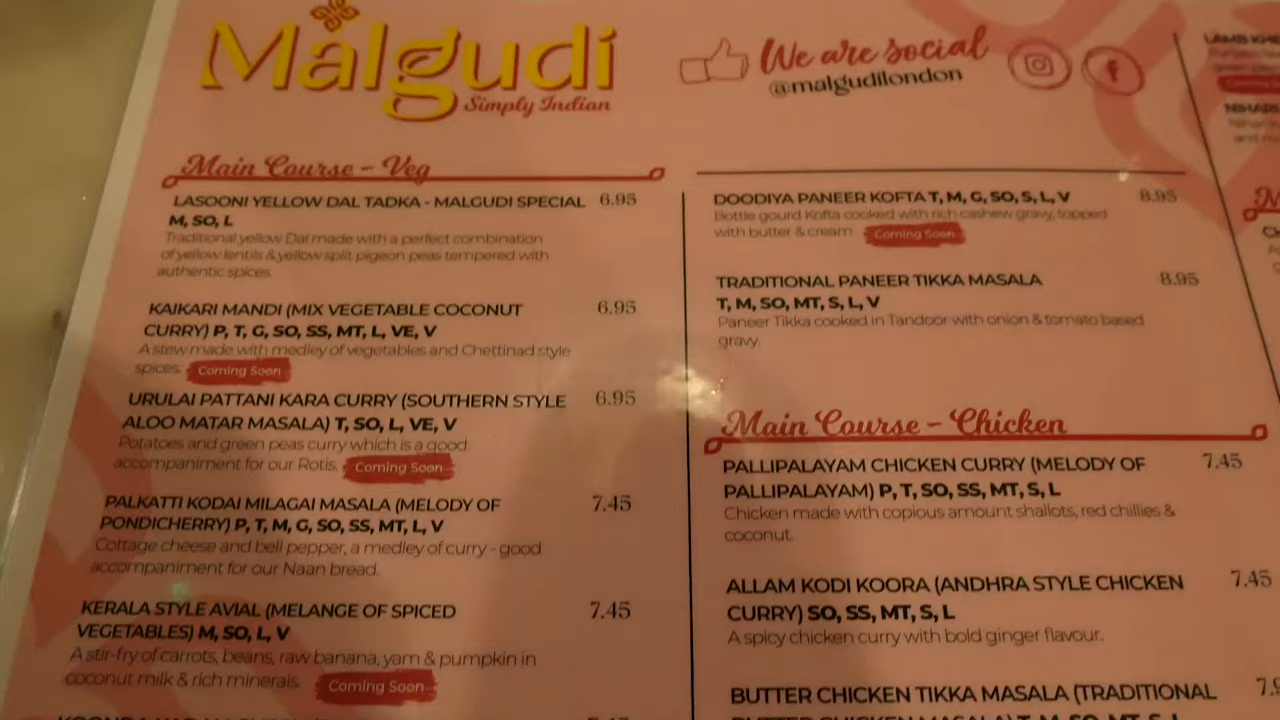 Malgudi
Simply Indian
We are social
@malgudilondon
Main Course - Veg
LASOONI YELLOW DAL TADKA - MALGUDI SPECIAL 6.95
M, SO, L
Traditional yellow Dal made with a perfect combination
of yellow lentils & yellow split pigeon peas tempered with
authentic spices.
KAIKARI MANDI (MIX VEGETABLE COCONUT 6.95
CURRY) P, T, G, SO, SS, MT, L, VE, V
A stew made with medley of vegetables and Chettinad style
spices. Coming Soon
URULAI PATTANI KARA CURRY (SOUTHERN STYLE 6.95
ALOO MATAR MASALA) T, SO, L, VE, V
Potatoes and green peas curry which is a good
accompaniment for our Rotis. Coming Soon
PALKATTI KODAI MILAGAI MASALA (MELODY OF 7.45
PONDICHERRY) P, T, M, G, SO, SS, MT, L, V
Cottage cheese and bell pepper, a medley of curry - good
accompaniment for our Naan bread.
KERALA STYLE AVIAL (MELANGE OF SPICED 7.45
VEGETABLES) M, SO, L, V
A stir-fry of carrots, beans, raw banana, yam & pumpkin in
coconut milk & rich minerals. Coming Soon
DOODIYA PANEER KOFTA T, M, G, SO, S, L, V 8.95
Bottle gourd Kofta cooked with rich cashew gravy, topped
with butter & cream. Coming Soon
TRADITIONAL PANEER TIKKA MASALA 8.95
T, M, SO, MT, S, L, V
Paneer Tikka cooked in Tandoor with onion & tomato based
gravy.
Main Course - Chicken
PALLIPALAYAM CHICKEN CURRY (MELODY OF 7.45
PALLIPALAYAM) P, T, SO, SS, MT, S, L
Chicken made with copious amount shallots, red chillies &
coconut.
ALLAM KODI KOORA (ANDHRA STYLE CHICKEN 7.45
CURRY) SO, SS, MT, S, L
A spicy chicken curry with bold ginger flavour.
BUTTER CHICKEN TIKKA MASALA (TRADITIONAL